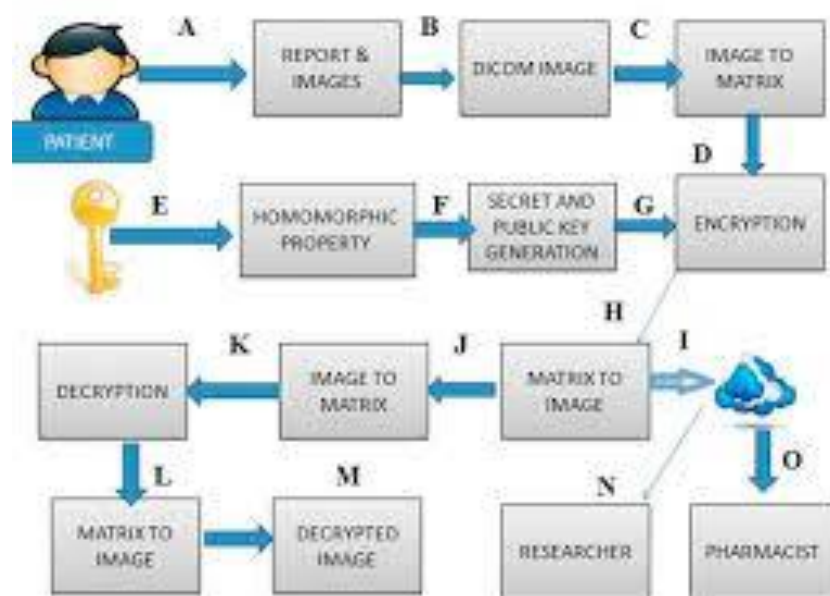 A
B
C
REPORT &
IMAGES
DICOM IMAGE
IMAGE TO
MATRIX
PATIENT
D
E
F
G
HOMOMORPHIC
PROPERTY
SECRET AND
PUBLIC KEY
GENERATION
ENCRYPTION
H
I
J
K
DECRYPTION
IMAGE TO
MATRIX
MATRIX TO
IMAGE
L
M
N
O
MATRIX TO
IMAGE
DECRYPTED
IMAGE
RESEARCHER
PHARMACIST